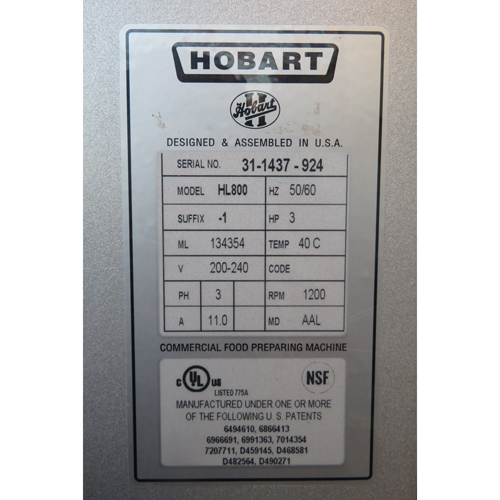 HOBART
Hobart
H
DESIGNED & ASSEMBLED IN U.S.A.
SERIAL NO. 31-1437-924
MODEL HL800 HZ 50/60
SUFFIX -1 HP 3
ML 134354 TEMP 40 C
V 200-240 CODE
PH 3 RPM 1200
A 11.0 MD AAL
COMMERCIAL FOOD PREPARING MACHINE
C UL US NSF
LISTED 775A
MANUFACTURED UNDER ONE OR MORE
OF THE FOLLOWING U. S. PATENTS
6494610, 6866413
6966691, 6991363, 7014354
7207711, D459145, D468581
D482564, D490271